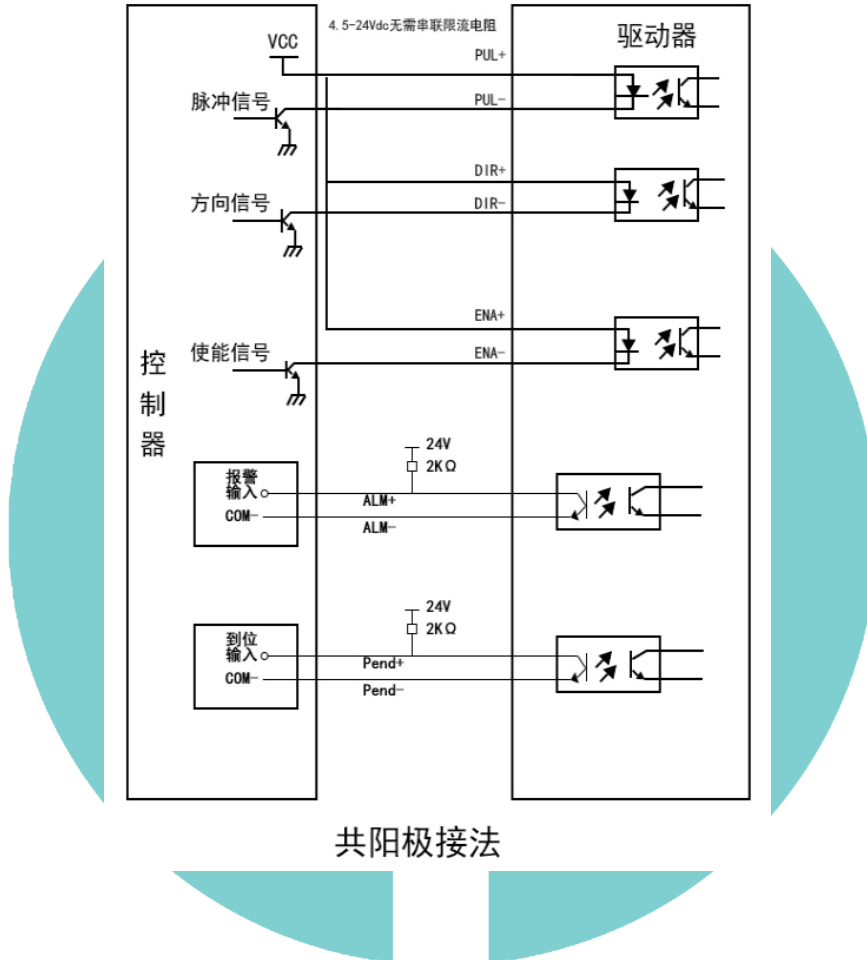 4.5-24Vdc无需串联限流电阻
驱动器
VCC
PUL+
脉冲信号
PUL-
DIR+
方向信号
DIR-
ENA+
使能信号
ENA-
控制器
24V
2KΩ
报警
输入
ALM+
COM-
ALM-
24V
2KΩ
到位
输入
Pend+
COM-
Pend-
共阳极接法